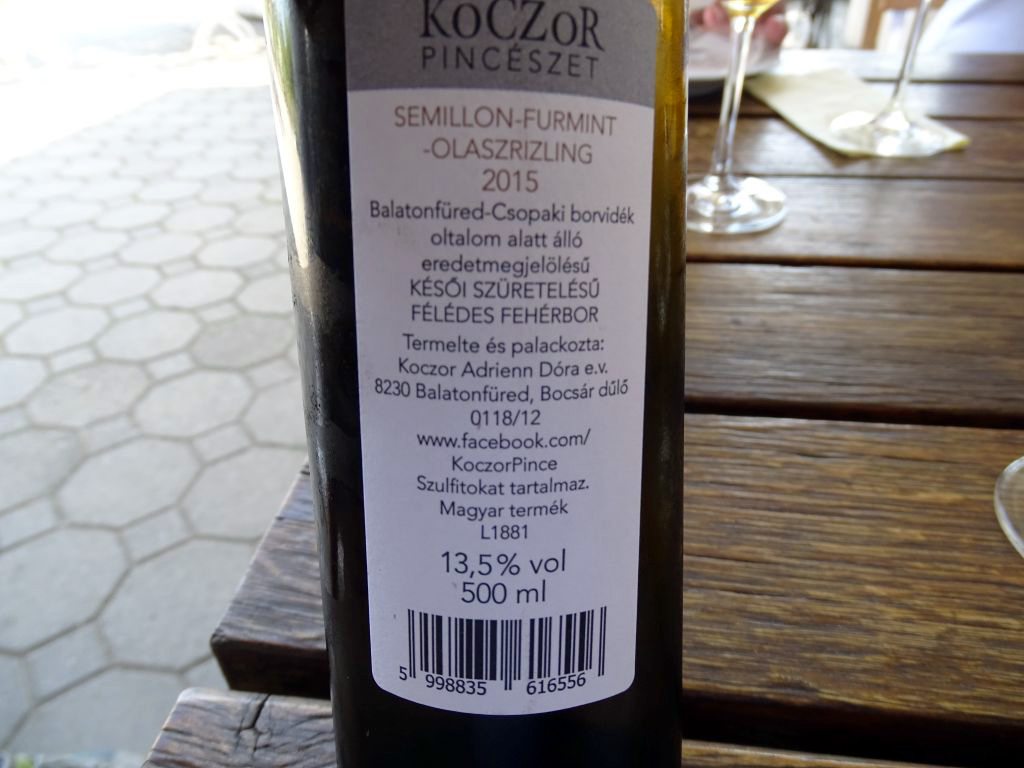 KoCZoR
PINCÉSZET
SEMILLON-FURMINT
-OLASZRIZLING
2015
Balatonfüred-Csopaki borvidék
oltalom alatt álló
eredetmegjelölésű
KÉSŐI SZÜRETELÉSŰ
FÉLÉDES FEHÉRBOR
Termelte és palackozta:
Koczor Adrienn Dóra e.v.
8230 Balatonfüred, Bocsár dűlő
0118/12
www.facebook.com/
KoczorPince
Szulfitokat tartalmaz.
Magyar termék
L1881
13,5% vol
500 ml
5 998835 616556